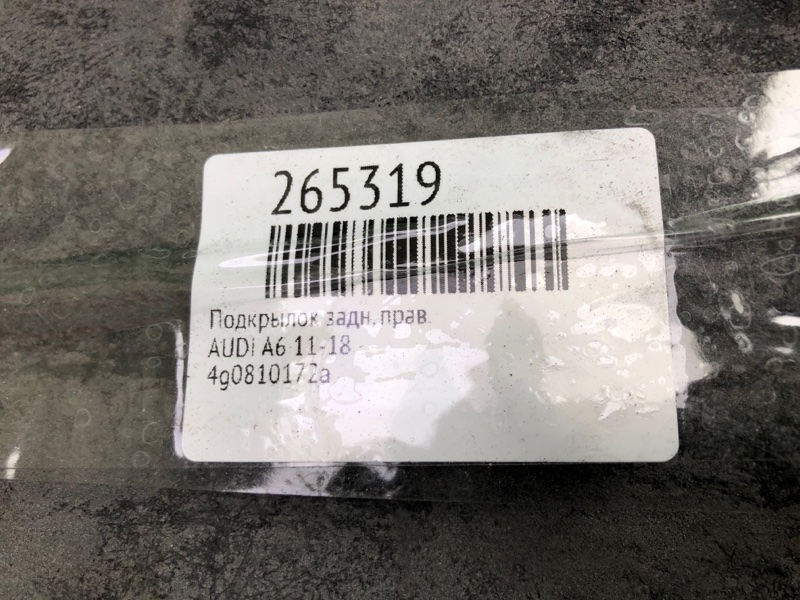 265319
Подкрылок задн. прав.
AUDI A6 11-18
4g0810172a